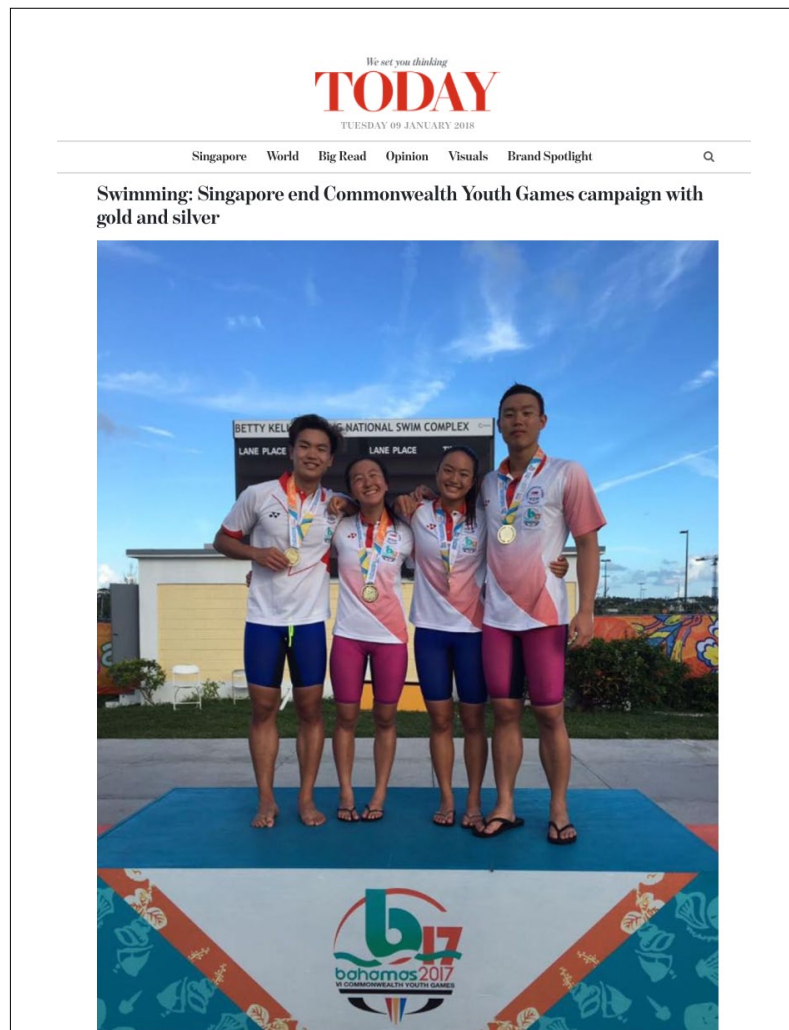 We set you thinking
TODAY
TUESDAY 09 JANUARY 2018
Singapore World Big Read Opinion Visuals Brand Spotlight
Swimming: Singapore end Commonwealth Youth Games campaign with
gold and silver
BETTY NATIONAL SWIM COMPLEX
LANE PLACE LANE PLACE
b17
bahamas2017
VI COMMONWEALTH YOUTH GAMES